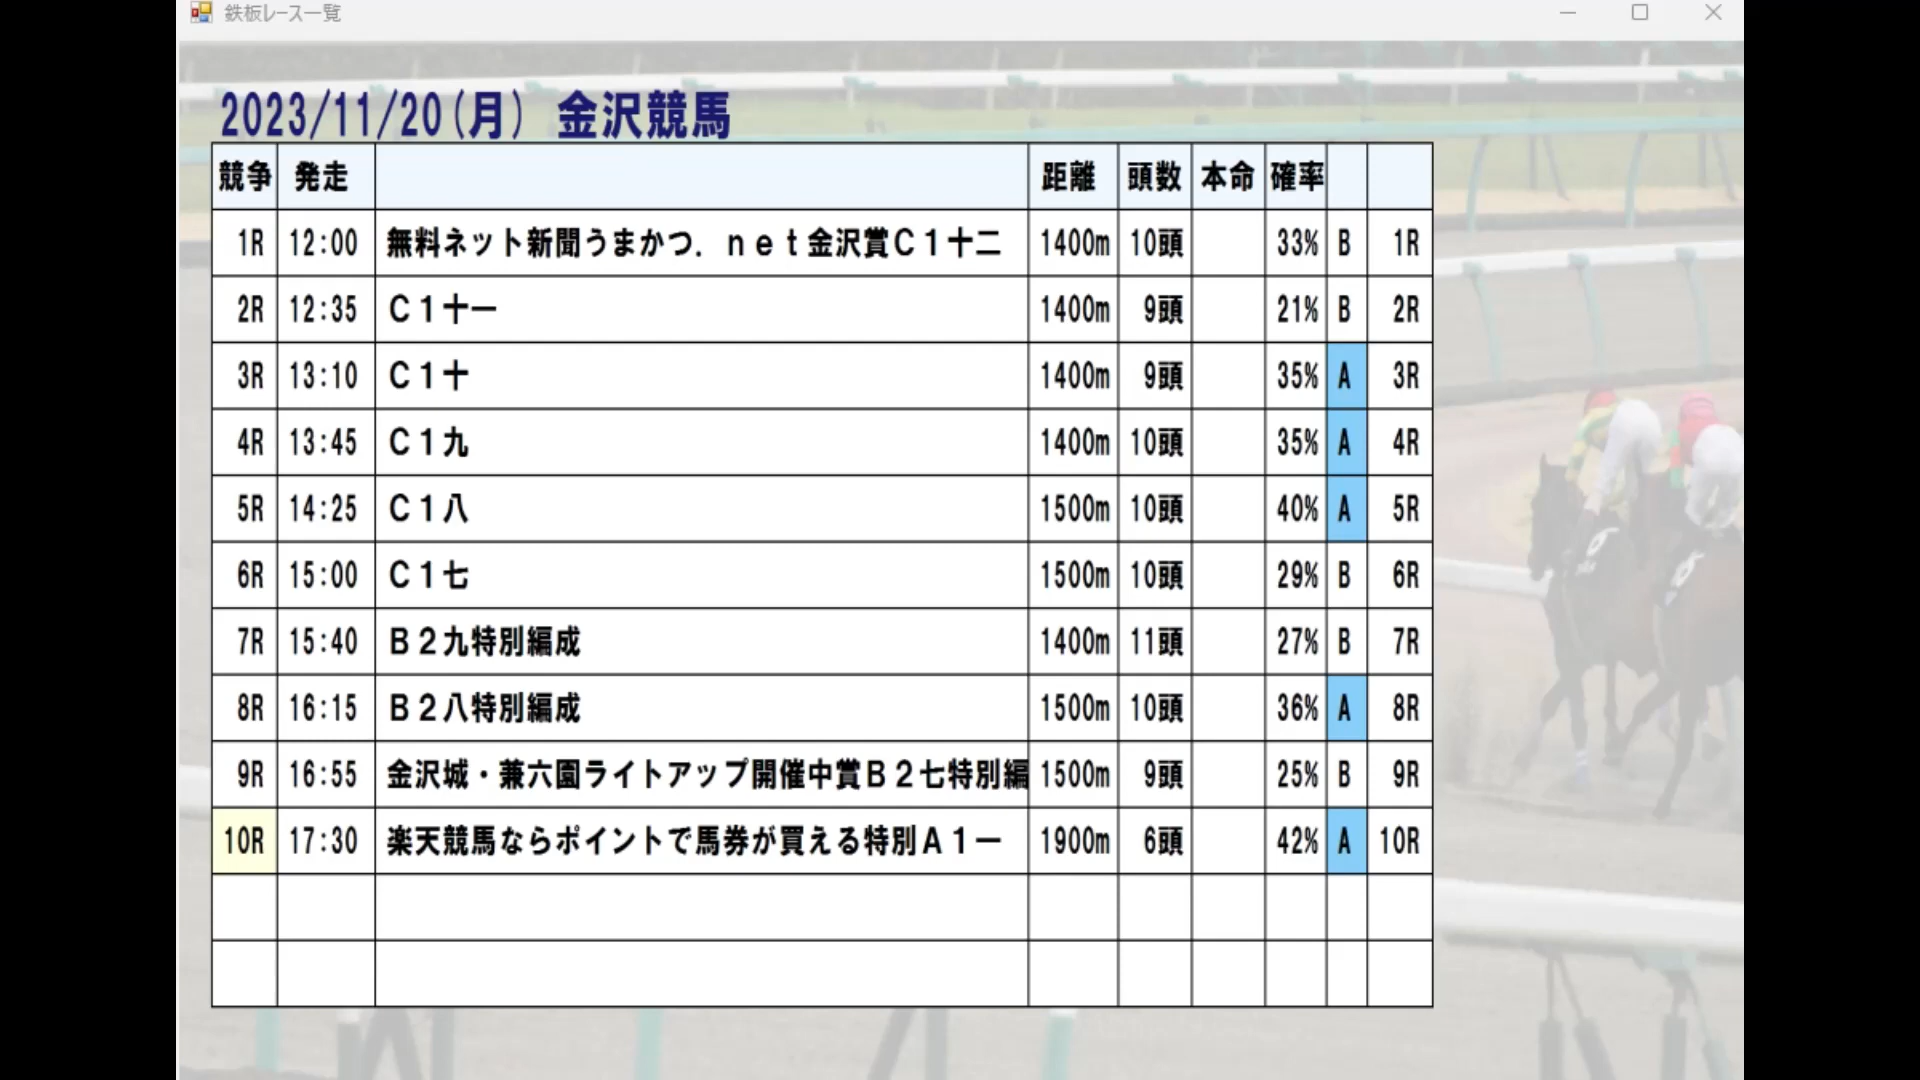 鉄板レース一覧
2023/11/20(月) 金沢競馬
競争 発走 距離 頭数 本命 確率
1R 12:00 無料ネット新聞うまかつ．ｎｅｔ金沢賞Ｃ１十二 1400m 10頭 33% B 1R
2R 12:35 Ｃ１十一 1400m 9頭 21% B 2R
3R 13:10 Ｃ１十 1400m 9頭 35% A 3R
4R 13:45 Ｃ１九 1400m 10頭 35% A 4R
5R 14:25 Ｃ１八 1500m 10頭 40% A 5R
6R 15:00 Ｃ１七 1500m 10頭 29% B 6R
7R 15:40 Ｂ２九特別編成 1400m 11頭 27% B 7R
8R 16:15 Ｂ２八特別編成 1500m 10頭 36% A 8R
9R 16:55 金沢城・兼六園ライトアップ開催中賞Ｂ２七特別編 1500m 9頭 25% B 9R
10R 17:30 楽天競馬ならポイントで馬券が買える特別Ａ１一 1900m 6頭 42% A 10R